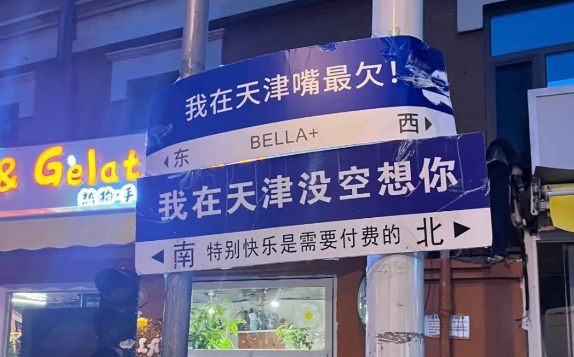 我在天津嘴最欠！
◀东 BELLA+ 西▶
我在天津没空想你
◀南 特别快乐是需要付费的 北▶
& Gelat
热狗·手